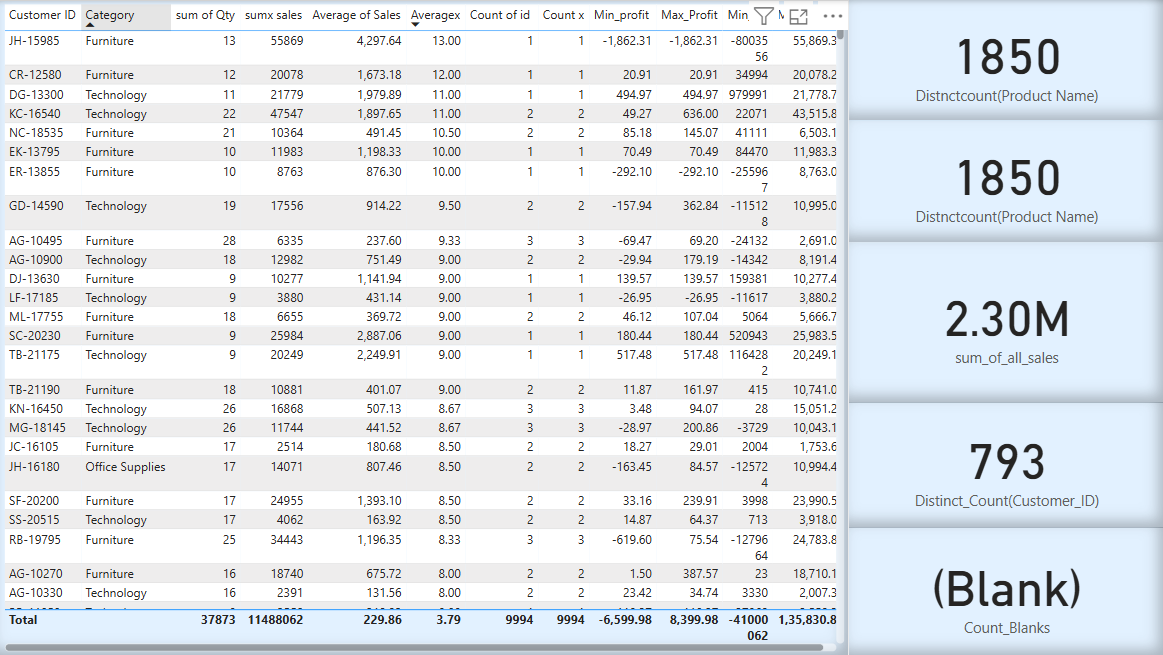 Customer ID Category sum of Qty sumx sales Average of Sales Averagex Count of id Count x Min_profit Max_Profit Min_
JH-15985 Furniture 13 55869 4,297.64 13.00 1 1 -1,862.31 -1,862.31 -80035 55,869.3
56
CR-12580 Furniture 12 20078 1,673.18 12.00 1 1 20.91 20.91 34994 20,078.2
DG-13300 Technology 11 21779 1,979.89 11.00 1 1 494.97 494.97 979991 21,778.7
KC-16540 Technology 22 47547 1,897.65 11.00 2 2 49.27 636.00 22071 43,515.8
NC-18535 Furniture 21 10364 491.45 10.50 2 2 85.18 145.07 41111 6,503.1
EK-13795 Furniture 10 11983 1,198.33 10.00 1 1 70.49 70.49 84470 11,983.3
ER-13855 Furniture 10 8763 876.30 10.00 1 1 -292.10 -292.10 -25596 8,763.0
7
GD-14590 Technology 19 17556 914.22 9.50 2 2 -157.94 362.84 -11512 10,995.0
8
AG-10495 Furniture 28 6335 237.60 9.33 3 3 -69.47 69.20 -24132 2,691.0
AG-10900 Technology 18 12982 751.49 9.00 2 2 -29.94 179.19 -14342 8,191.4
DJ-13630 Furniture 9 10277 1,141.94 9.00 1 1 139.57 139.57 159381 10,277.4
LF-17185 Technology 9 3880 431.14 9.00 1 1 -26.95 -26.95 -11617 3,880.2
ML-17755 Furniture 18 6655 369.72 9.00 2 2 46.12 107.04 5064 5,666.7
SC-20230 Furniture 9 25984 2,887.06 9.00 1 1 180.44 180.44 520943 25,983.5
TB-21175 Technology 9 20249 2,249.91 9.00 1 1 517.48 517.48 116428 20,249.1
2
TB-21190 Furniture 18 10881 401.07 9.00 2 2 11.87 161.97 415 10,741.0
KN-16450 Technology 26 16868 507.13 8.67 3 3 3.48 94.07 28 15,051.2
MG-18145 Technology 26 11744 441.52 8.67 3 3 -28.97 200.86 -3729 10,043.1
JC-16105 Furniture 17 2514 180.68 8.50 2 2 18.27 29.01 2004 1,753.6
JH-16180 Office Supplies 17 14071 807.46 8.50 2 2 -163.45 84.57 -12572 10,994.4
4
SF-20200 Furniture 17 24955 1,393.10 8.50 2 2 33.16 239.91 3998 23,990.5
SS-20515 Technology 17 4062 163.92 8.50 2 2 14.87 64.37 713 3,918.0
RB-19795 Furniture 25 34443 1,196.35 8.33 3 3 -619.60 75.54 -12796 24,783.8
64
AG-10270 Furniture 16 18740 675.72 8.00 2 2 1.50 387.57 23 18,710.1
AG-10330 Technology 16 2391 131.56 8.00 2 2 23.42 34.74 3330 2,007.3
Total 37873 11488062 229.86 3.79 9994 9994 -6,599.98 8,399.98 -41000 1,35,830.8
062
1850
Distnctcount(Product Name)
1850
Distnctcount(Product Name)
2.30M
sum_of_all_sales
793
Distinct_Count(Customer_ID)
(Blank)
Count_Blanks